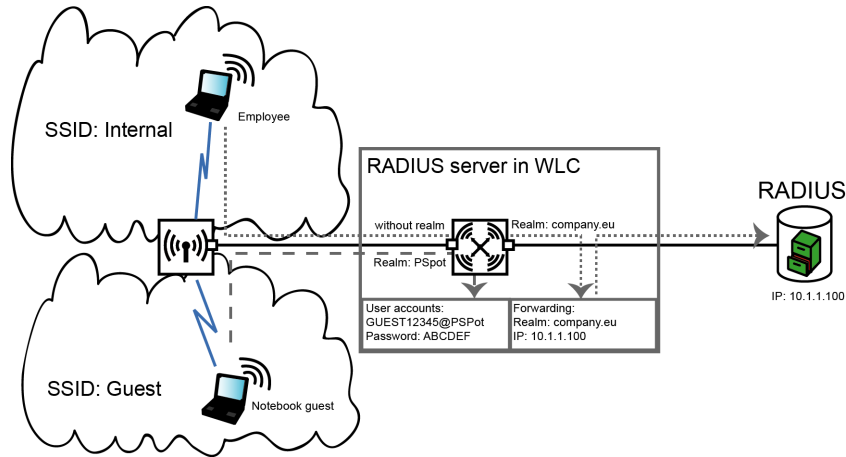 SSID: Internal
Employee
RADIUS server in WLC
RADIUS
without realm
Realm: company.eu
Realm: PSpot
IP: 10.1.1.100
User accounts:
GUEST12345@PSPot
Password: ABCDEF
Forwarding:
Realm: company.eu
IP: 10.1.1.100
SSID: Guest
Notebook guest